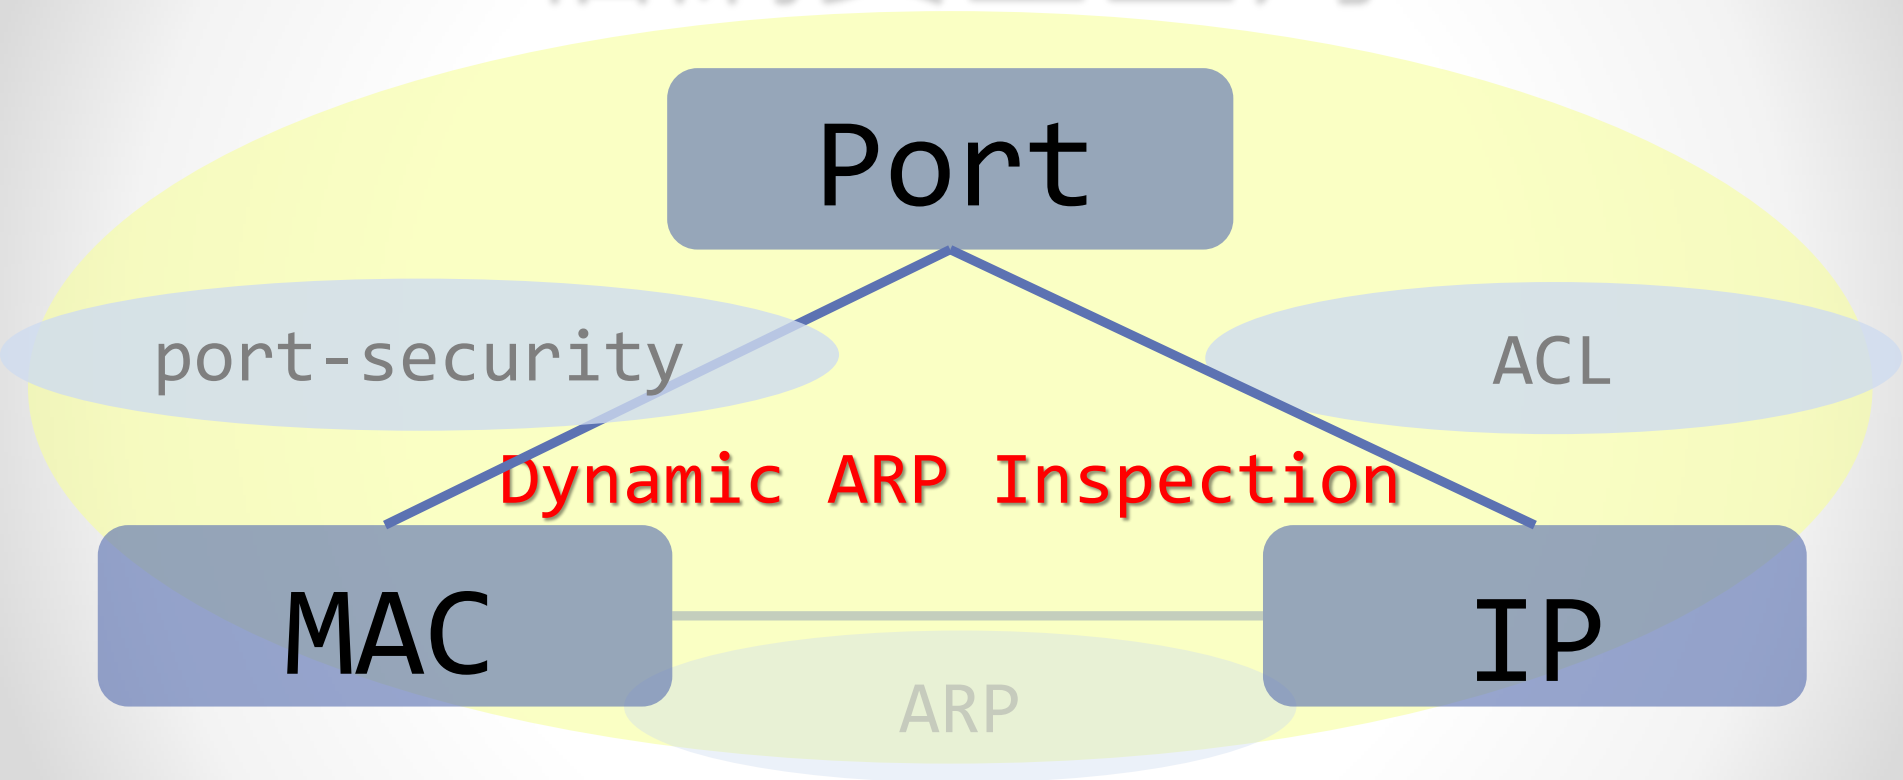 Port
port-security
ACL
Dynamic ARP Inspection
MAC
IP
ARP